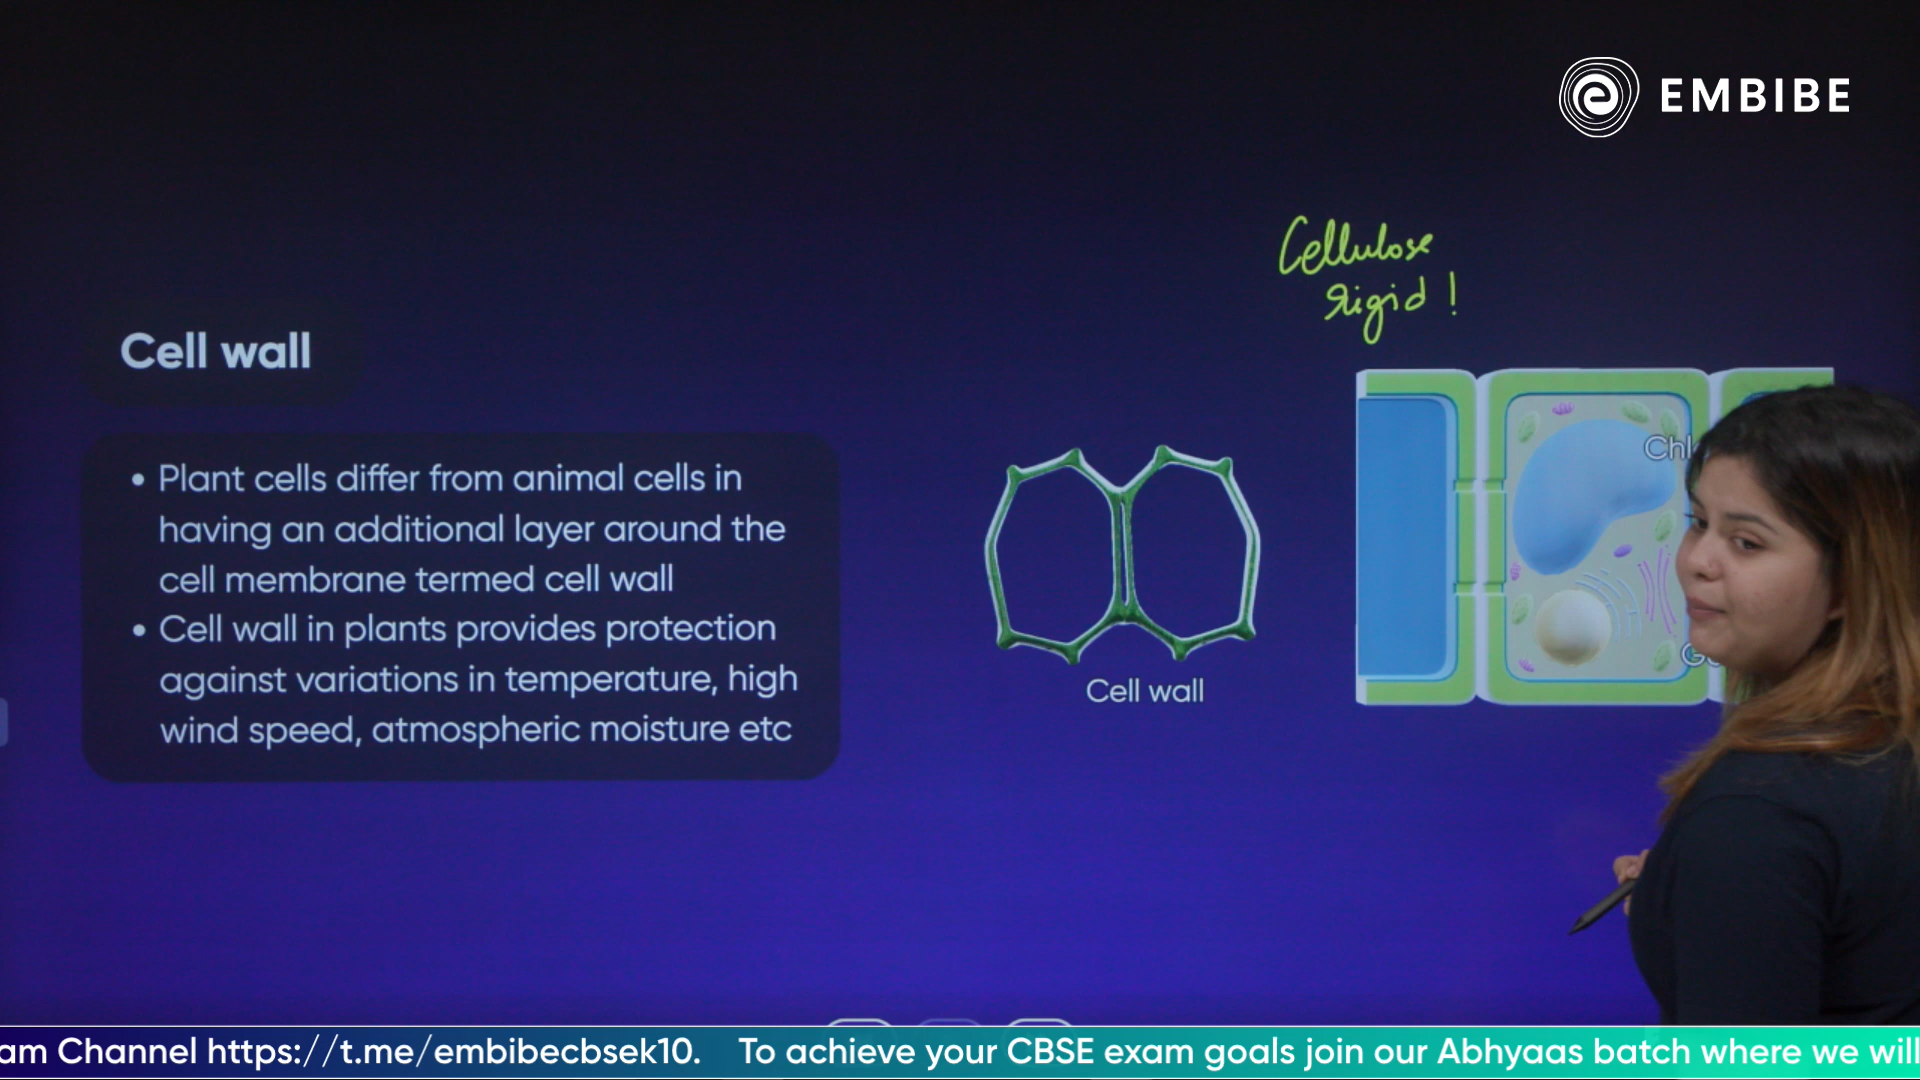 EMBIBE
Cellulose
rigid !
Cell wall
• Plant cells differ from animal cells in
having an additional layer around the
cell membrane termed cell wall
• Cell wall in plants provides protection
against variations in temperature, high
wind speed, atmospheric moisture etc
Cell wall
Chl
G
am Channel https://t.me/embibecbsek10. To achieve your CBSE exam goals join our Abhyaas batch where we will